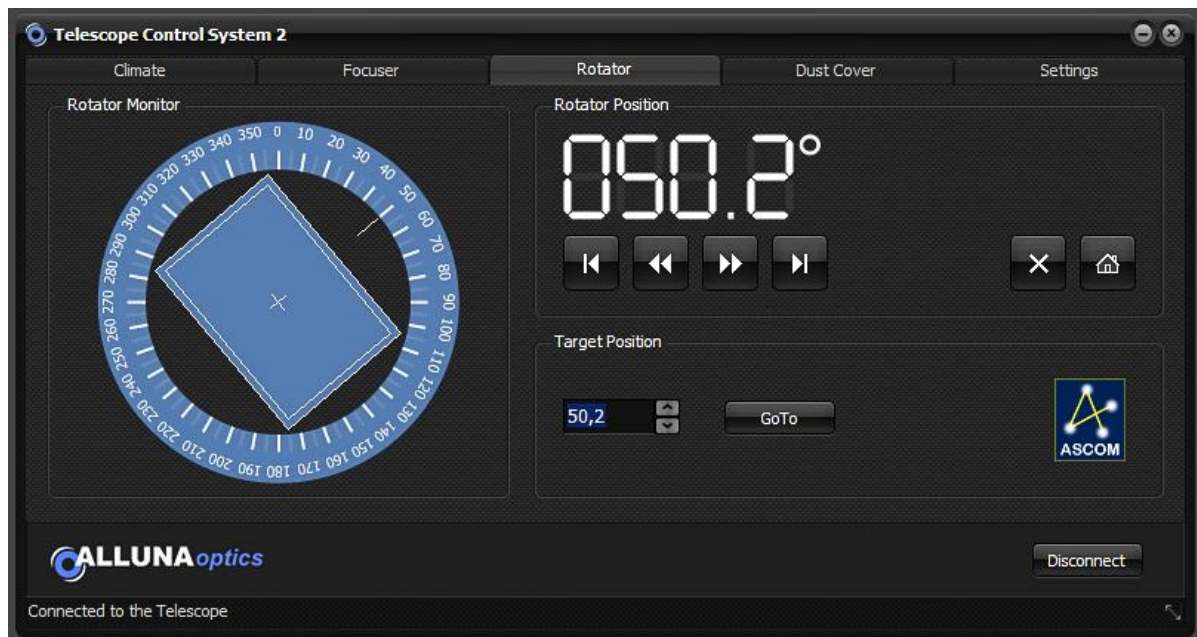 Telescope Control System 2
Climate
Focuser
Rotator
Dust Cover
Settings
Rotator Monitor
0 10 20 30 40 50 60 70 80 90 100 110 120 130 140 150 160 170 180 190 200 210 220 230 240 250 260 270 280 290 300 310 320 330 340 350
Rotator Position
050.2°
Target Position
50,2
GoTo
ASCOM
ALLUNA optics
Disconnect
Connected to the Telescope